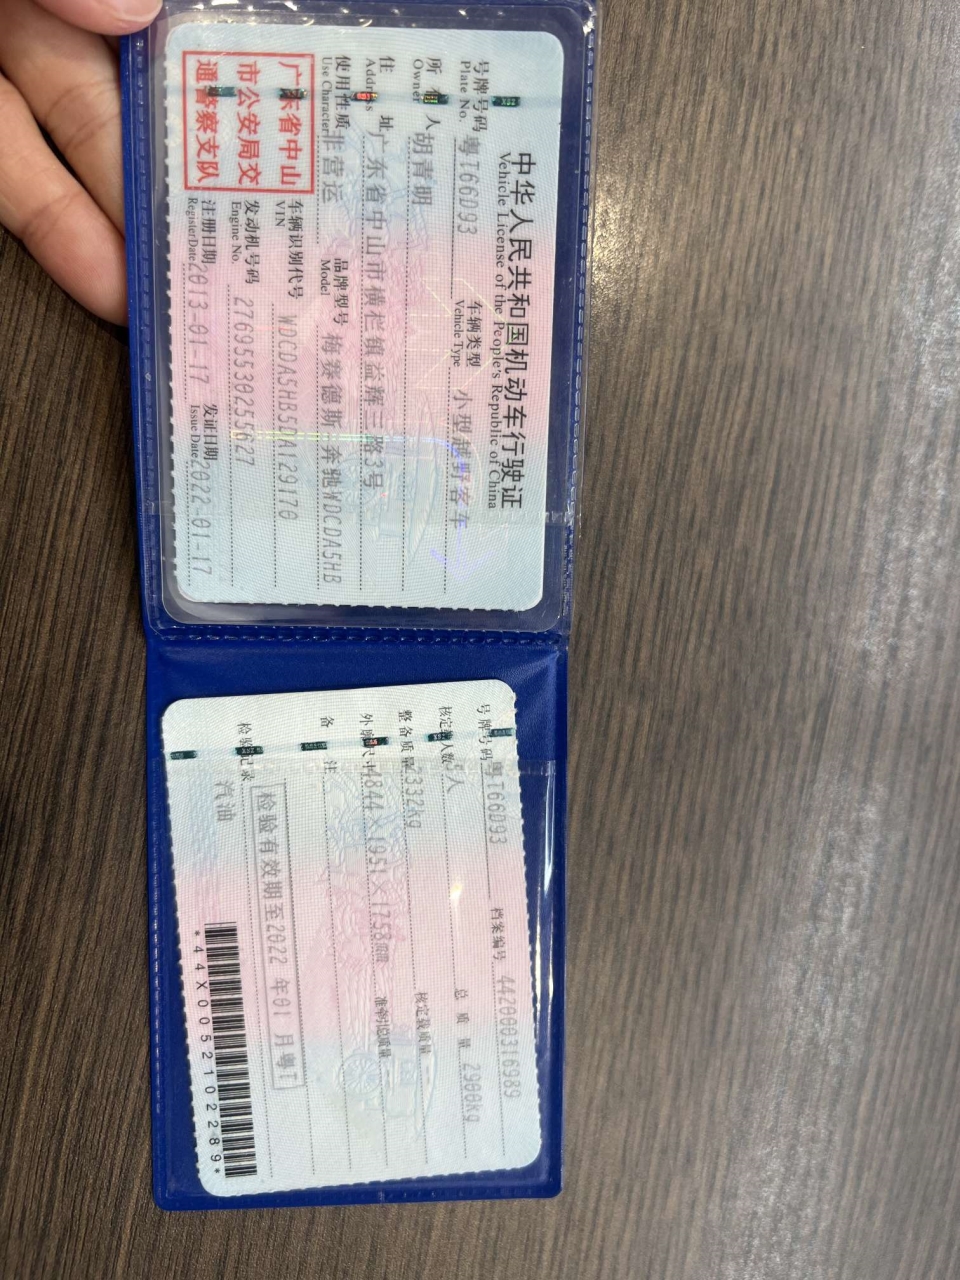 中华人民共和国机动车行驶证
Vehicle License of the People's Republic of China
号牌号码 粤T66D93 车辆类型 小型越野客车
Plate No. Vehicle Type
所有人 胡青明
Owner
住址 广东省中山市横栏镇益辉三路3号
Address
使用性质 非营运 品牌型号 梅赛德斯-奔驰WDCDA5HB
Use Character Model
广东省中山市公安局交通警察支队
车辆识别代号 WDCDA5HB5DA129170
VIN
发动机号码 27695530255627
Engine No.
注册日期 2013-01-17 发证日期 2022-01-17
Register Date Issue Date
号牌号码 粤T66D93 档案编号 442000316989
核定载人数 人 总质量 2900kg
整备质量 332kg 核定载质量
外廓尺寸 4844×1951×1758mm 准牵引总质量
备注
检验有效期至2022年01月粤T
检验记录
汽油
*44X0052102289*